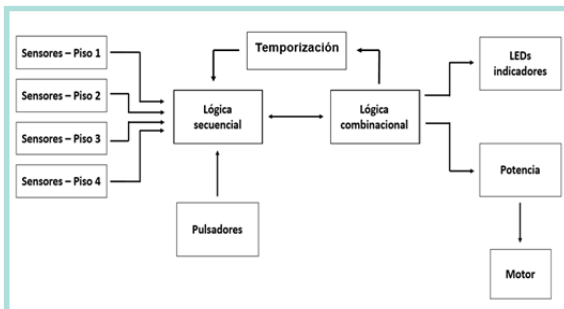 Sensores – Piso 1
Sensores – Piso 2
Sensores – Piso 3
Sensores – Piso 4
Temporización
Lógica
secuencial
Lógica
combinacional
Pulsadores
LEDs
indicadores
Potencia
Motor